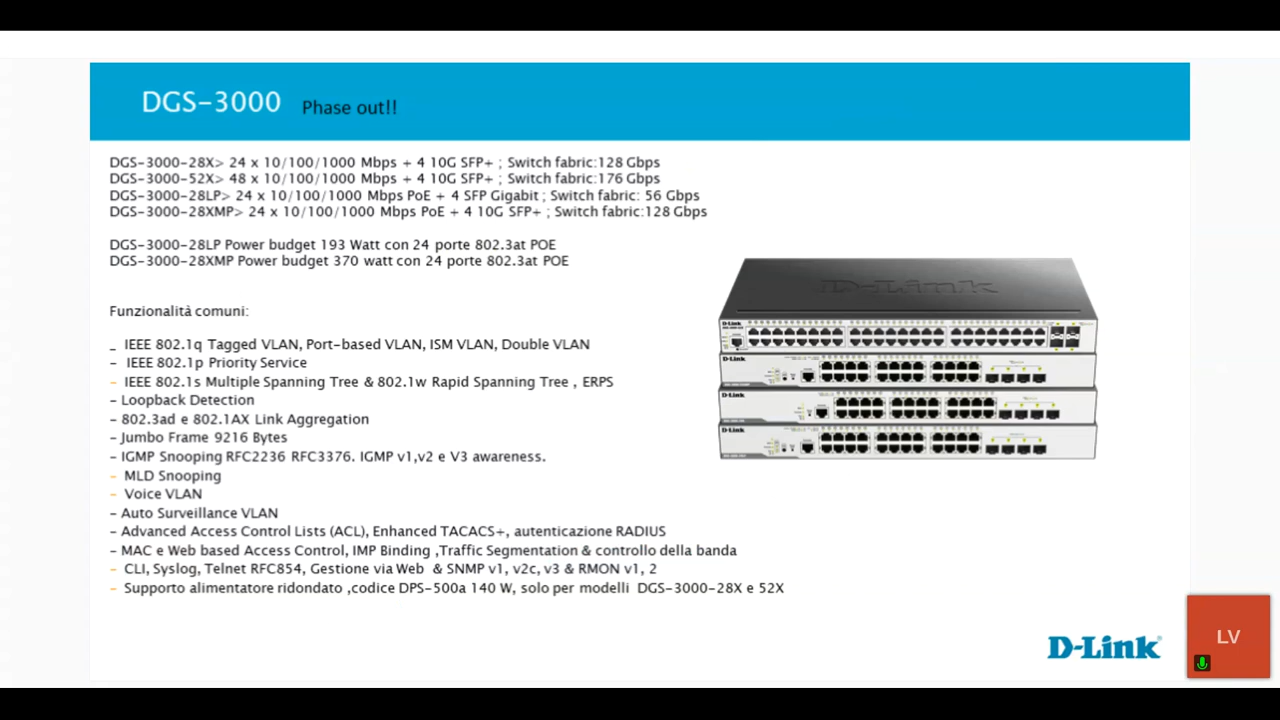 DGS-3000 Phase out!!
DGS-3000-28X> 24 x 10/100/1000 Mbps + 4 10G SFP+ ; Switch fabric:128 Gbps
DGS-3000-52X> 48 x 10/100/1000 Mbps + 4 10G SFP+ ; Switch fabric:176 Gbps
DGS-3000-28LP> 24 x 10/100/1000 Mbps PoE + 4 SFP Gigabit ; Switch fabric: 56 Gbps
DGS-3000-28XMP> 24 x 10/100/1000 Mbps PoE + 4 10G SFP+ ; Switch fabric:128 Gbps
DGS-3000-28LP Power budget 193 Watt con 24 porte 802.3at POE
DGS-3000-28XMP Power budget 370 watt con 24 porte 802.3at POE
Funzionalità comuni:
_ IEEE 802.1q Tagged VLAN, Port-based VLAN, ISM VLAN, Double VLAN
- IEEE 802.1p Priority Service
- IEEE 802.1s Multiple Spanning Tree & 802.1w Rapid Spanning Tree , ERPS
- Loopback Detection
- 802.3ad e 802.1AX Link Aggregation
- Jumbo Frame 9216 Bytes
- IGMP Snooping RFC2236 RFC3376. IGMP v1,v2 e V3 awareness.
- MLD Snooping
- Voice VLAN
- Auto Surveillance VLAN
- Advanced Access Control Lists (ACL), Enhanced TACACS+, autenticazione RADIUS
- MAC e Web based Access Control, IMP Binding ,Traffic Segmentation & controllo della banda
- CLI, Syslog, Telnet RFC854, Gestione via Web & SNMP v1, v2c, v3 & RMON v1, 2
- Supporto alimentatore ridondato ,codice DPS-500a 140 W, solo per modelli DGS-3000-28X e 52X
D-Link
D-Link
D-Link
D-Link
D-Link
D-Link
LV